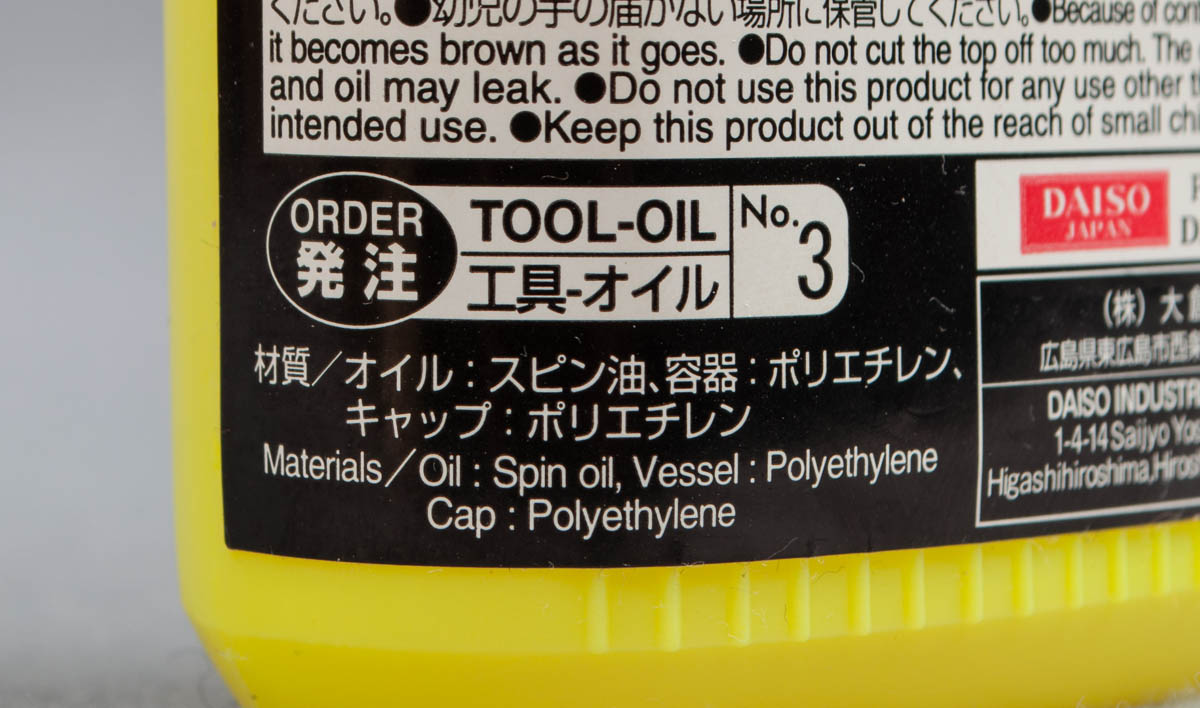 ください。●幼児の手の届かない場所に保管してください。●Because of
it becomes brown as it goes. ●Do not cut the top off too much. The
and oil may leak. ●Do not use this product for any use other
intended use. ●Keep this product out of the reach of small
ORDER
発注
TOOL-OIL
工具-オイル
No.
3
材質／オイル：スピン油、容器：ポリエチレン、
キャップ：ポリエチレン
Materials／Oil : Spin oil, Vessel : Polyethylene
Cap : Polyethylene
DAISO
JAPAN
(株) 大
広島県東広島市西
DAISO
1-4-14 Saijyo
Higashihiroshima,